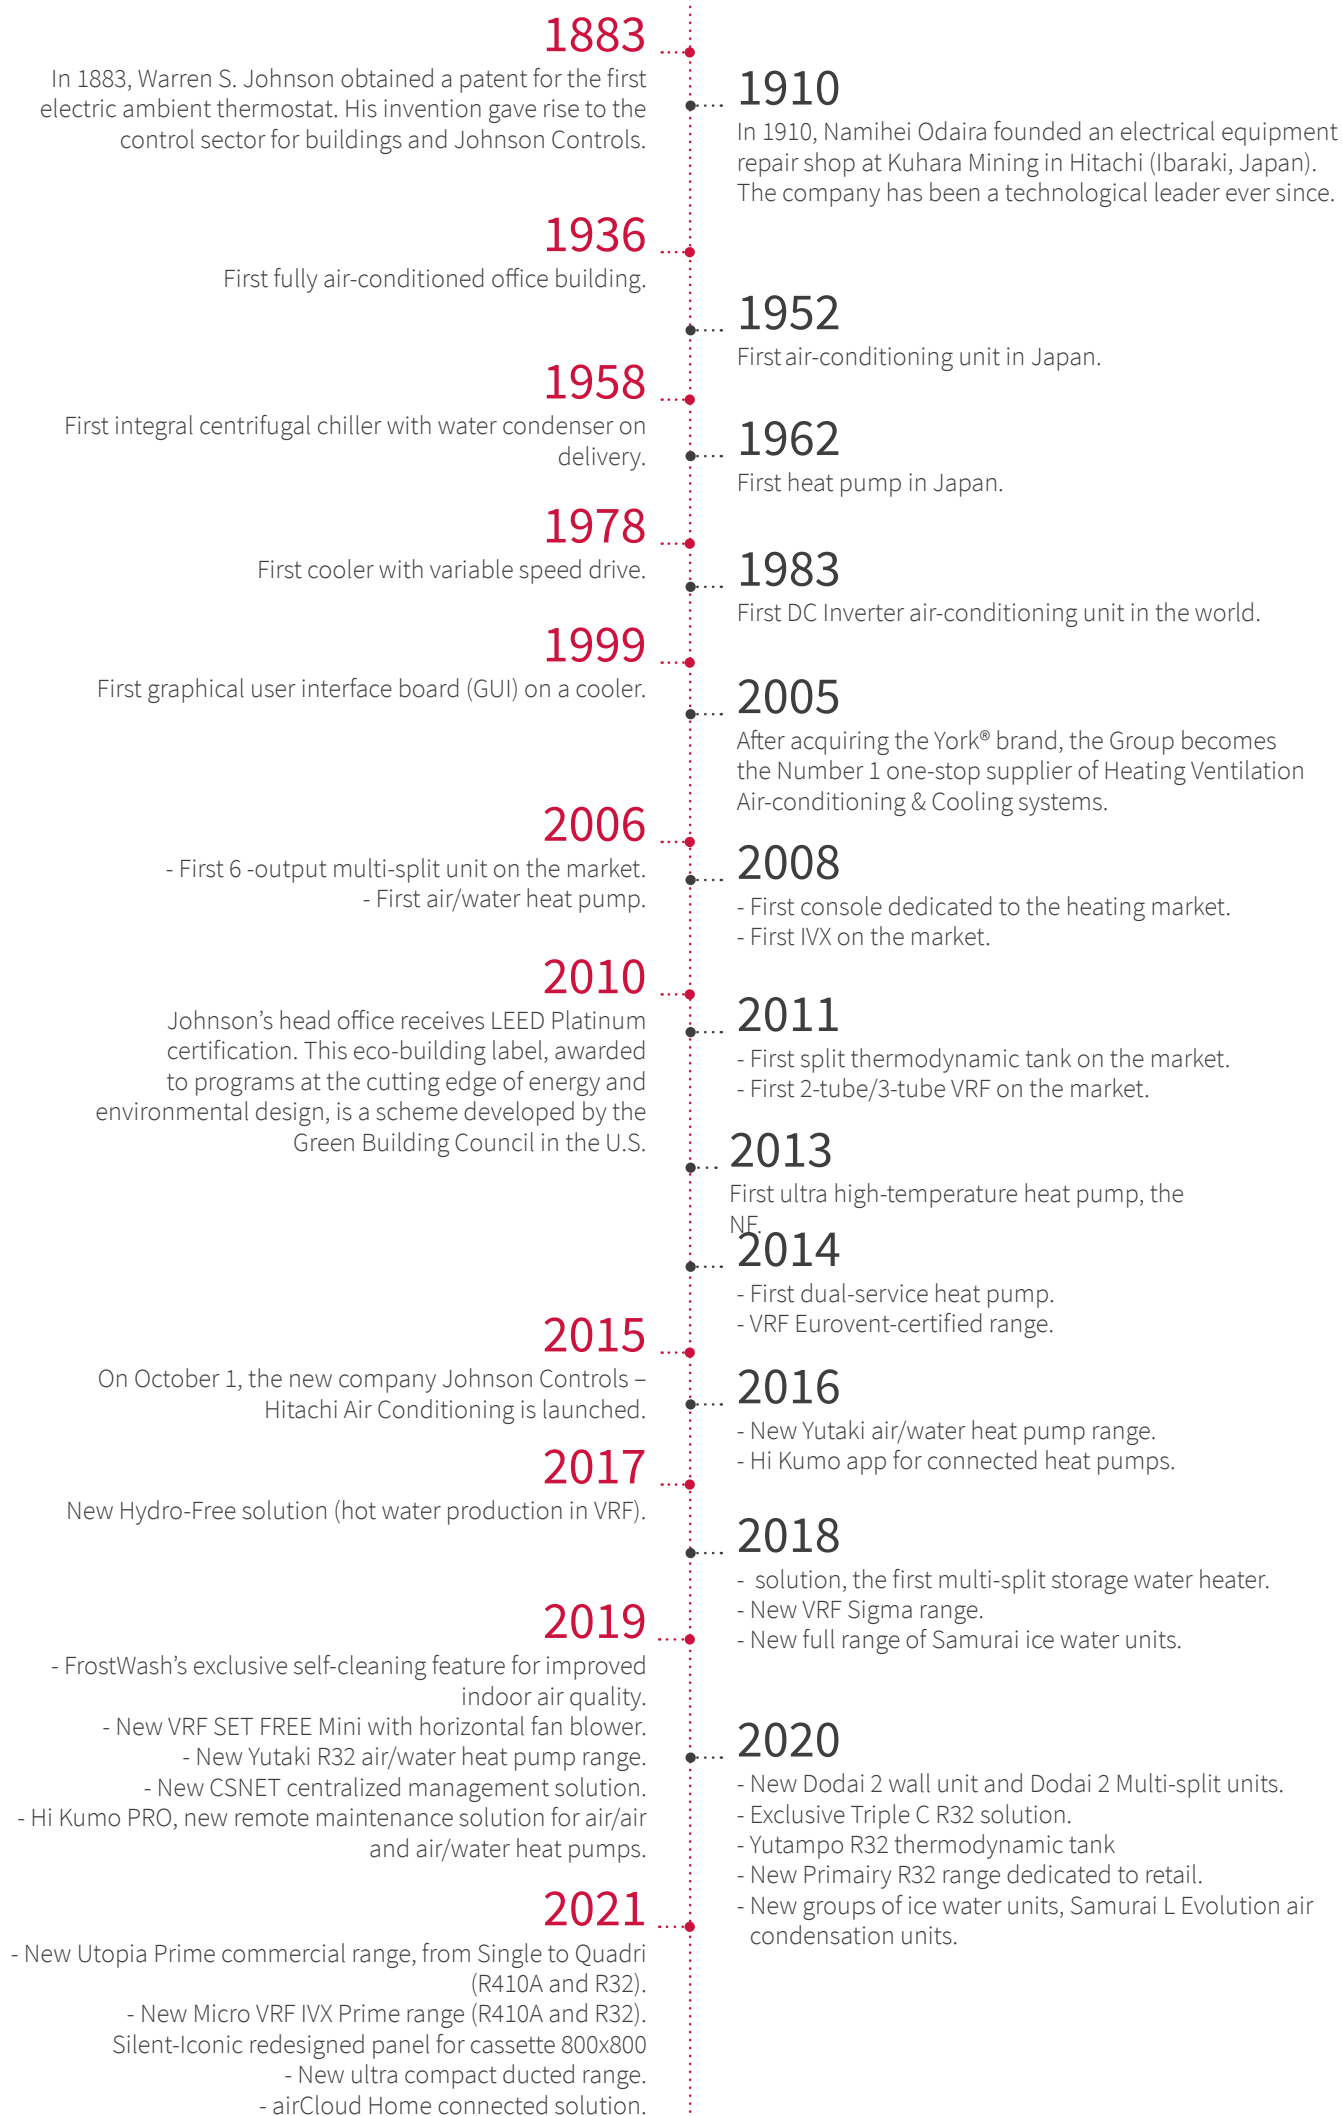 1883
In 1883, Warren S. Johnson obtained a patent for the first
electric ambient thermostat. His invention gave rise to the
control sector for buildings and Johnson Controls.
1910
In 1910, Namihei Odaira founded an electrical equipment
repair shop at Kuhara Mining in Hitachi (Ibaraki, Japan).
The company has been a technological leader ever since.
1936
First fully air-conditioned office building.
1952
First air-conditioning unit in Japan.
1958
First integral centrifugal chiller with water condenser on
delivery.
1962
First heat pump in Japan.
1978
First cooler with variable speed drive.
1983
First DC Inverter air-conditioning unit in the world.
1999
First graphical user interface board (GUI) on a cooler.
2005
After acquiring the York® brand, the Group becomes
the Number 1 one-stop supplier of Heating Ventilation
Air-conditioning & Cooling systems.
2006
- First 6 -output multi-split unit on the market.
- First air/water heat pump.
2008
- First console dedicated to the heating market.
- First IVX on the market.
2010
Johnson’s head office receives LEED Platinum
certification. This eco-building label, awarded
to programs at the cutting edge of energy and
environmental design, is a scheme developed by the
Green Building Council in the U.S.
2011
- First split thermodynamic tank on the market.
- First 2-tube/3-tube VRF on the market.
2013
First ultra high-temperature heat pump, the
NE.
2014
- First dual-service heat pump.
- VRF Eurovent-certified range.
2015
On October 1, the new company Johnson Controls –
Hitachi Air Conditioning is launched.
2016
- New Yutaki air/water heat pump range.
- Hi Kumo app for connected heat pumps.
2017
New Hydro-Free solution (hot water production in VRF).
2018
- solution, the first multi-split storage water heater.
- New VRF Sigma range.
- New full range of Samurai ice water units.
2019
- FrostWash’s exclusive self-cleaning feature for improved
indoor air quality.
- New VRF SET FREE Mini with horizontal fan blower.
- New Yutaki R32 air/water heat pump range.
- New CSNET centralized management solution.
- Hi Kumo PRO, new remote maintenance solution for air/air
and air/water heat pumps.
2020
- New Dodai 2 wall unit and Dodai 2 Multi-split units.
- Exclusive Triple C R32 solution.
- Yutampo R32 thermodynamic tank
- New Primairy R32 range dedicated to retail.
- New groups of ice water units, Samurai L Evolution air
condensation units.
2021
- New Utopia Prime commercial range, from Single to Quadri
(R410A and R32).
- New Micro VRF IVX Prime range (R410A and R32).
Silent-Iconic redesigned panel for cassette 800x800
- New ultra compact ducted range.
- airCloud Home connected solution.